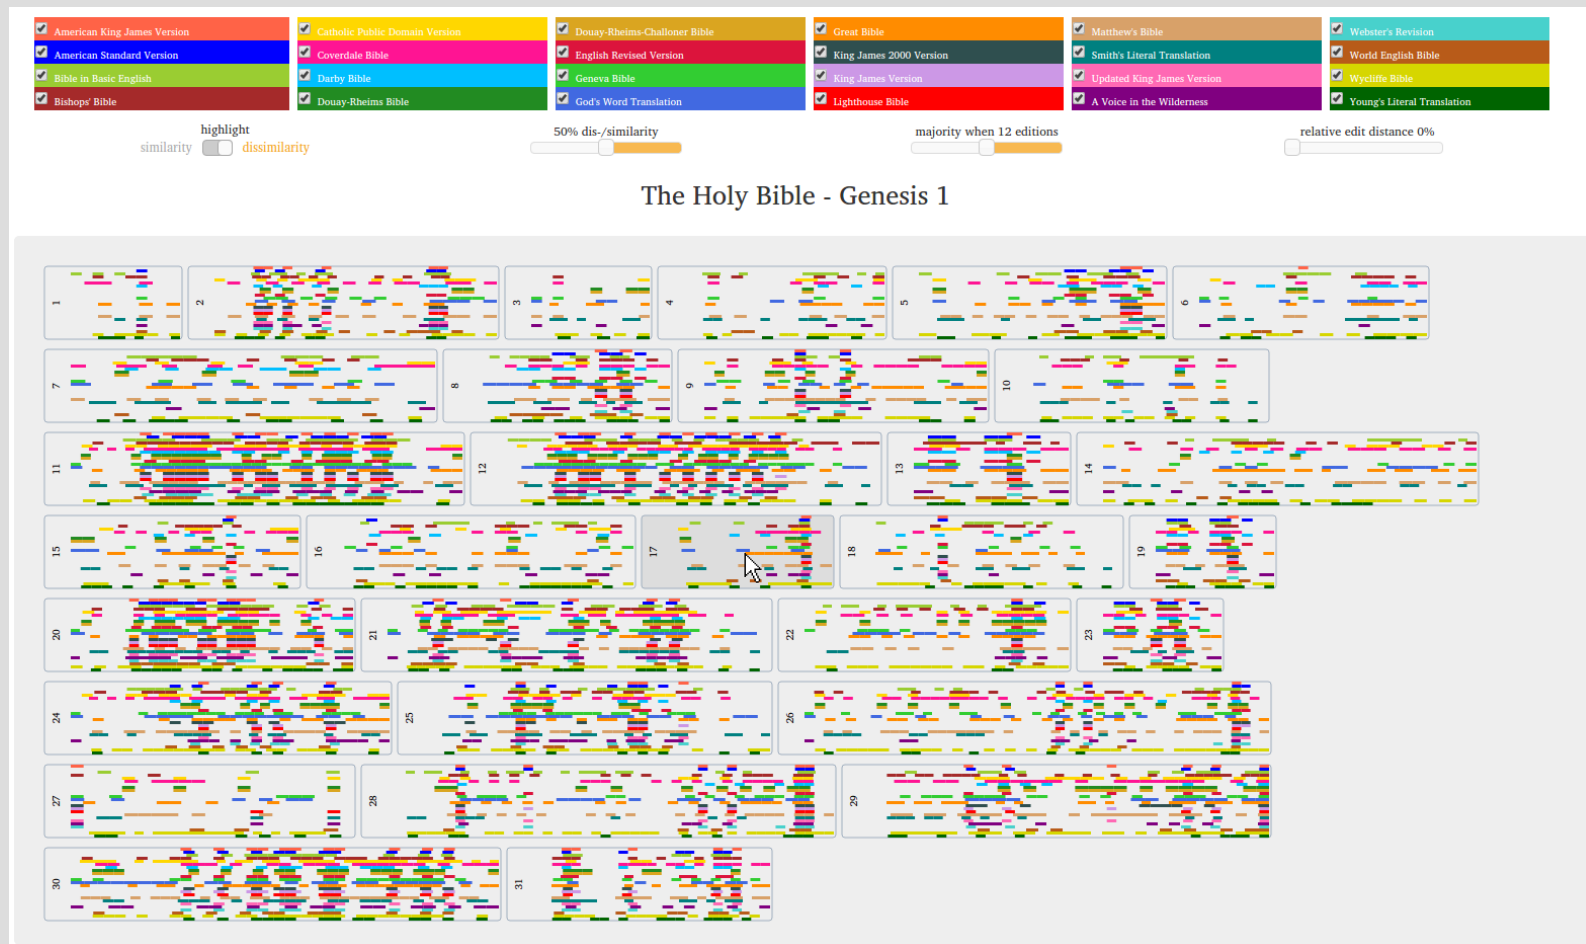 American King James Version Catholic Public Domain Version Douay-Rheims-Challoner Bible Great Bible Matthew's Bible Webster's Revision
American Standard Version Coverdale Bible English Revised Version King James 2000 Version Smith's Literal Translation World English Bible
Bible in Basic English Darby Bible Geneva Bible King James Version Updated King James Version Wycliffe Bible
Bishops' Bible Douay-Rheims Bible God's Word Translation Lighthouse Bible A Voice in the Wilderness Young's Literal Translation
highlight 50% dis-/similarity majority when 12 editions relative edit distance 0%
similarity dissimilarity
The Holy Bible - Genesis 1
1 2 3 4 5 6
7 8 9 10
11 12 13 14
15 16 17 18 19
20 21 22 23
24 25 26
27 28 29
30 31